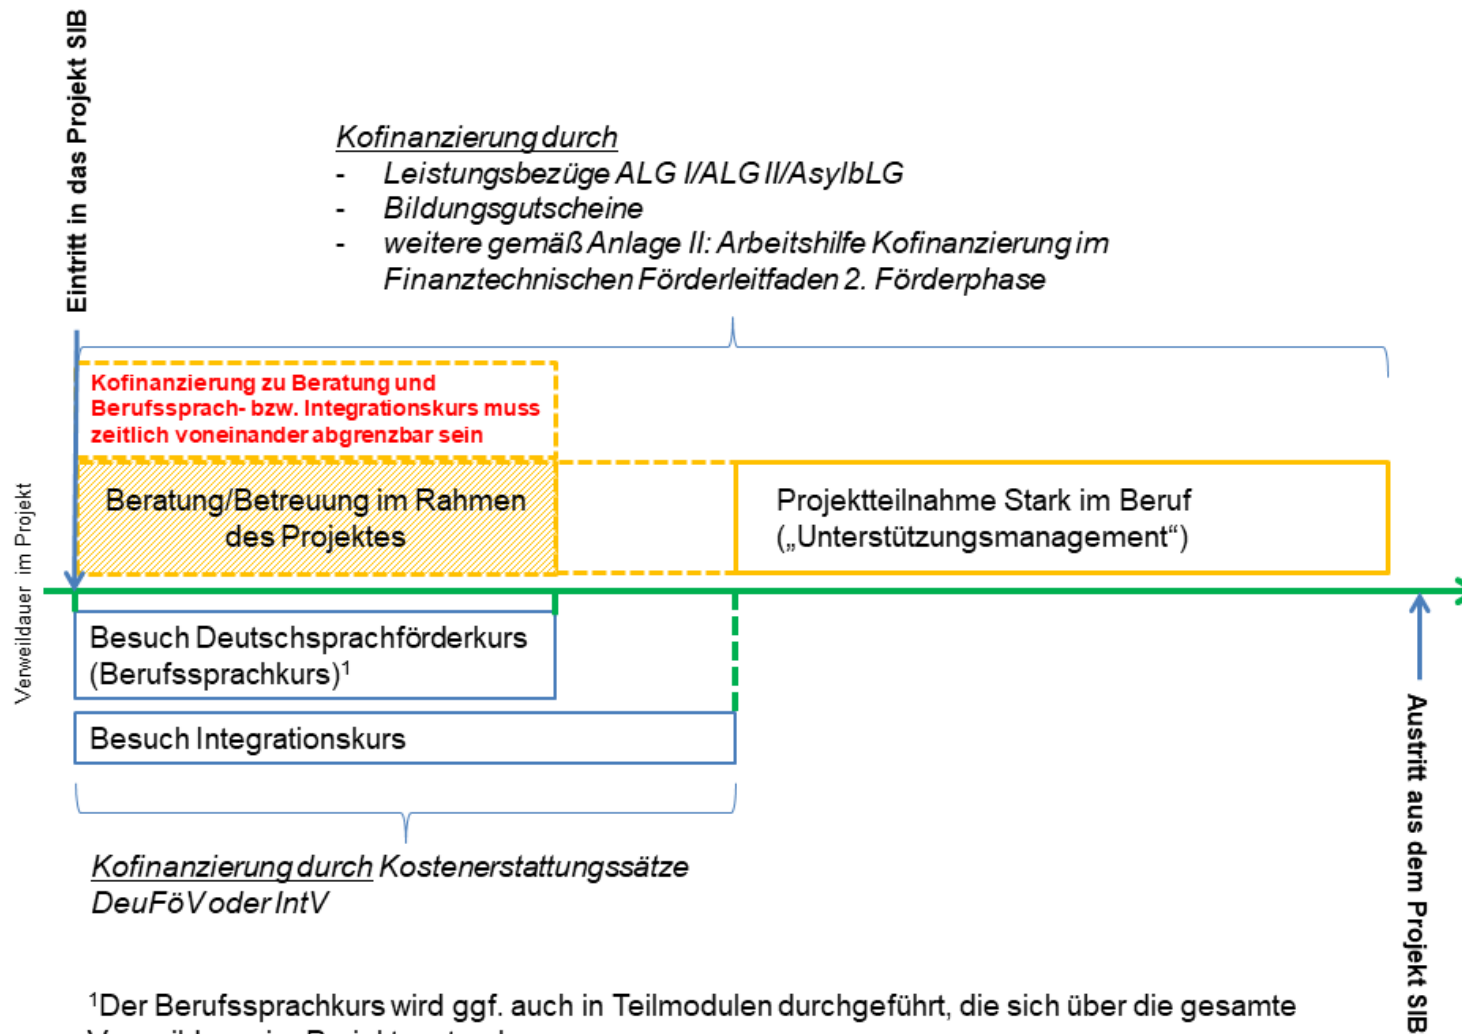 Eintritt in das Projekt SIB
Kofinanzierung durch
- Leistungsbezüge ALG I/ALG II/AsylbLG
- Bildungsgutscheine
- weitere gemäß Anlage II: Arbeitshilfe Kofinanzierung im
Finanztechnischen Förderleitfaden 2. Förderphase
Kofinanzierung zu Beratung und
Berufssprach- bzw. Integrationskurs muss
zeitlich voneinander abgrenzbar sein
Verweildauer im Projekt
Beratung/Betreuung im Rahmen
des Projektes
Projektteilnahme Stark im Beruf
(„Unterstützungsmanagement“)
Besuch Deutschsprachförderkurs
(Berufssprachkurs)¹
Besuch Integrationskurs
Kofinanzierung durch Kostenerstattungssätze
DeuFöV oder IntV
Austritt aus dem Projekt SIB
¹Der Berufssprachkurs wird ggf. auch in Teilmodulen durchgeführt, die sich über die gesamte